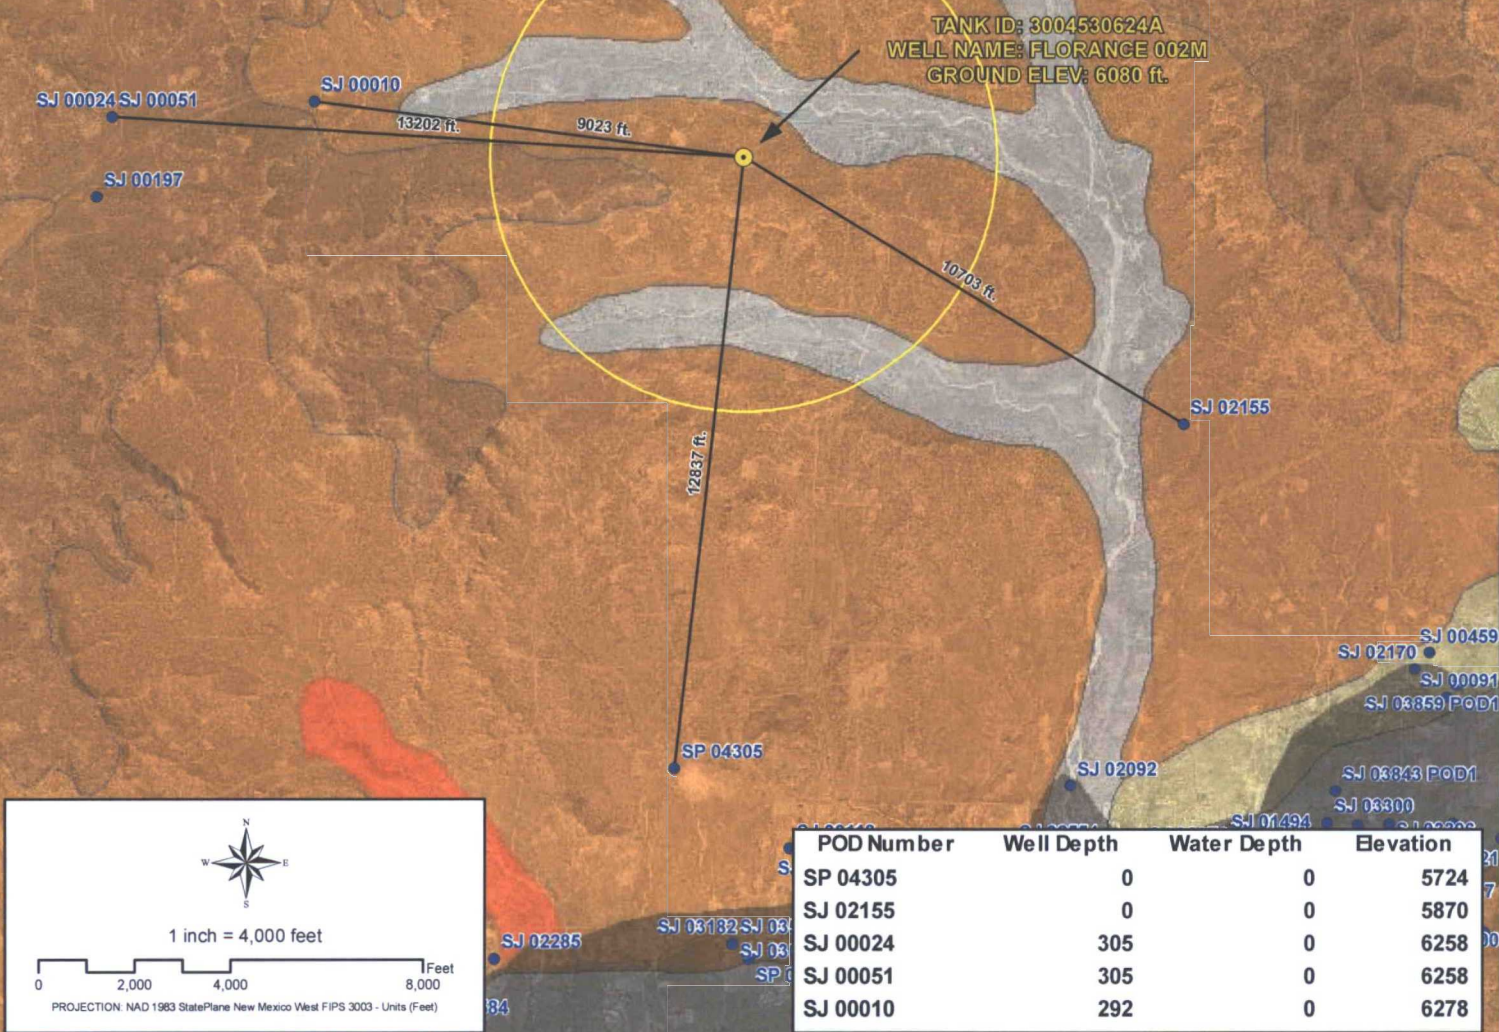 TANK ID: 3004530624A
WELL NAME: FLORANCE 002M
GROUND ELEV: 6080 ft.
SJ 00010
SJ 00024 SJ 00051
13202 ft.
9023 ft.
SJ 00197
10703 ft.
SJ 02155
12837 ft.
SJ 00459
SJ 02170
SJ 00091
SJ 03859 POD1
SP 04305
SJ 02092
SJ 03843 POD1
SJ 03300
SJ 01494
SJ 03182
SJ 02285
N
W E
S
1 inch = 4,000 feet
Feet
0 2,000 4,000 8,000
PROJECTION: NAD 1983 StatePlane New Mexico West FIPS 3003 - Units (Feet)
POD Number Well Depth Water Depth Elevation
SP 04305 0 0 5724
SJ 02155 0 0 5870
SJ 00024 305 0 6258
SJ 00051 305 0 6258
SJ 00010 292 0 6278